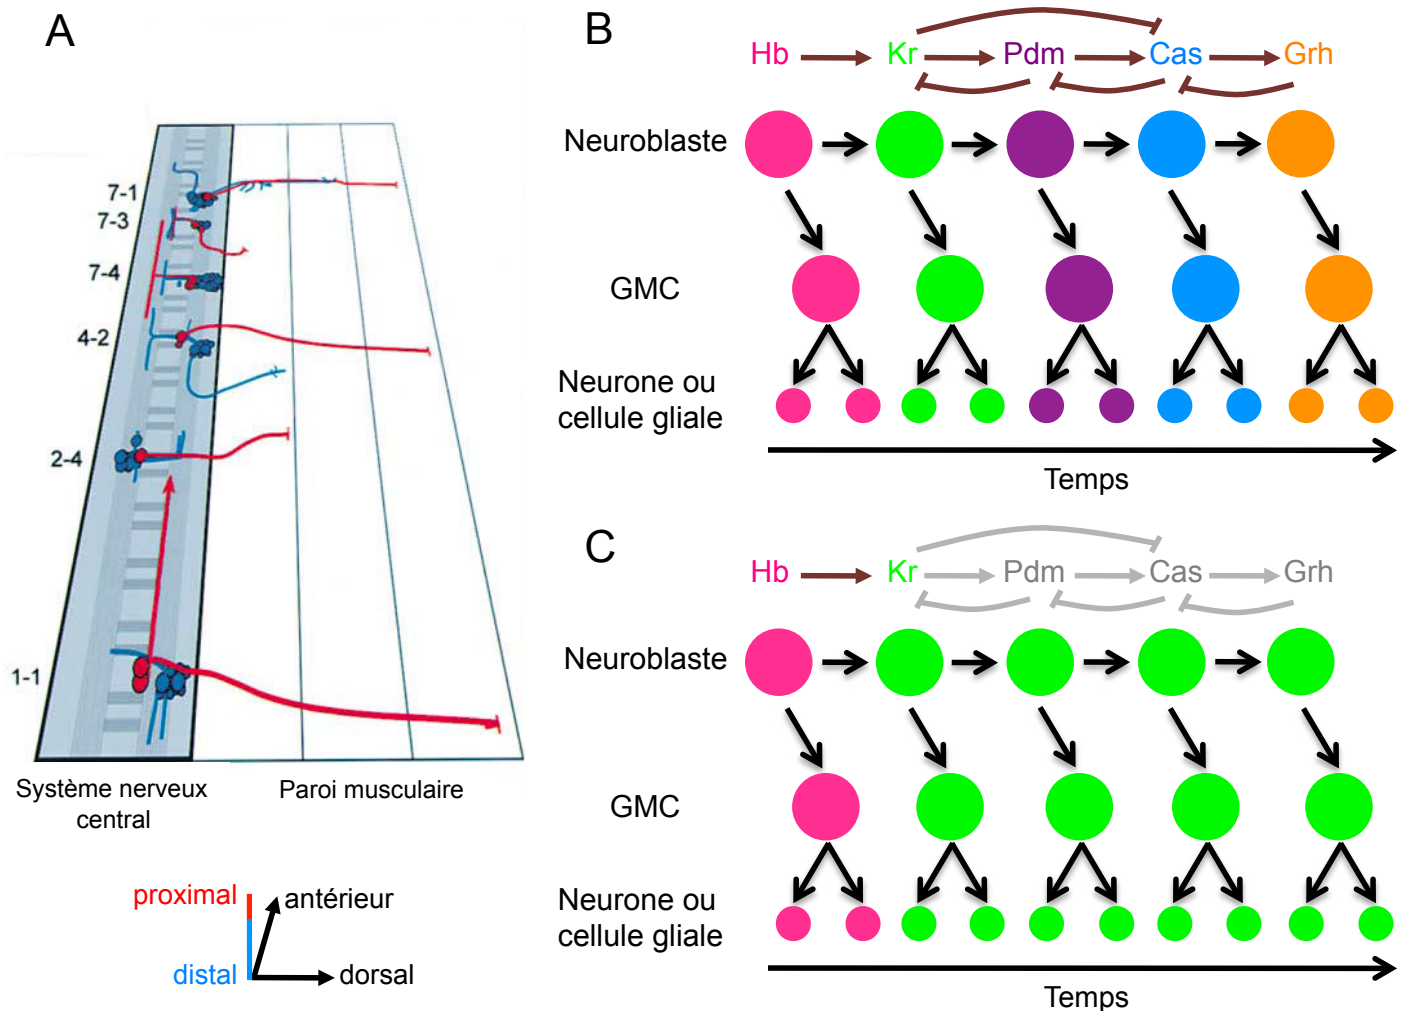 A
7-1
7-3
7-4
4-2
2-4
1-1
Système nerveux
central
Paroi musculaire
proximal
antérieur
distal
dorsal
B
Hb Kr Pdm Cas Grh
Neuroblaste
GMC
Neurone ou
cellule gliale
Temps
C
Hb Kr Pdm Cas Grh
Neuroblaste
GMC
Neurone ou
cellule gliale
Temps